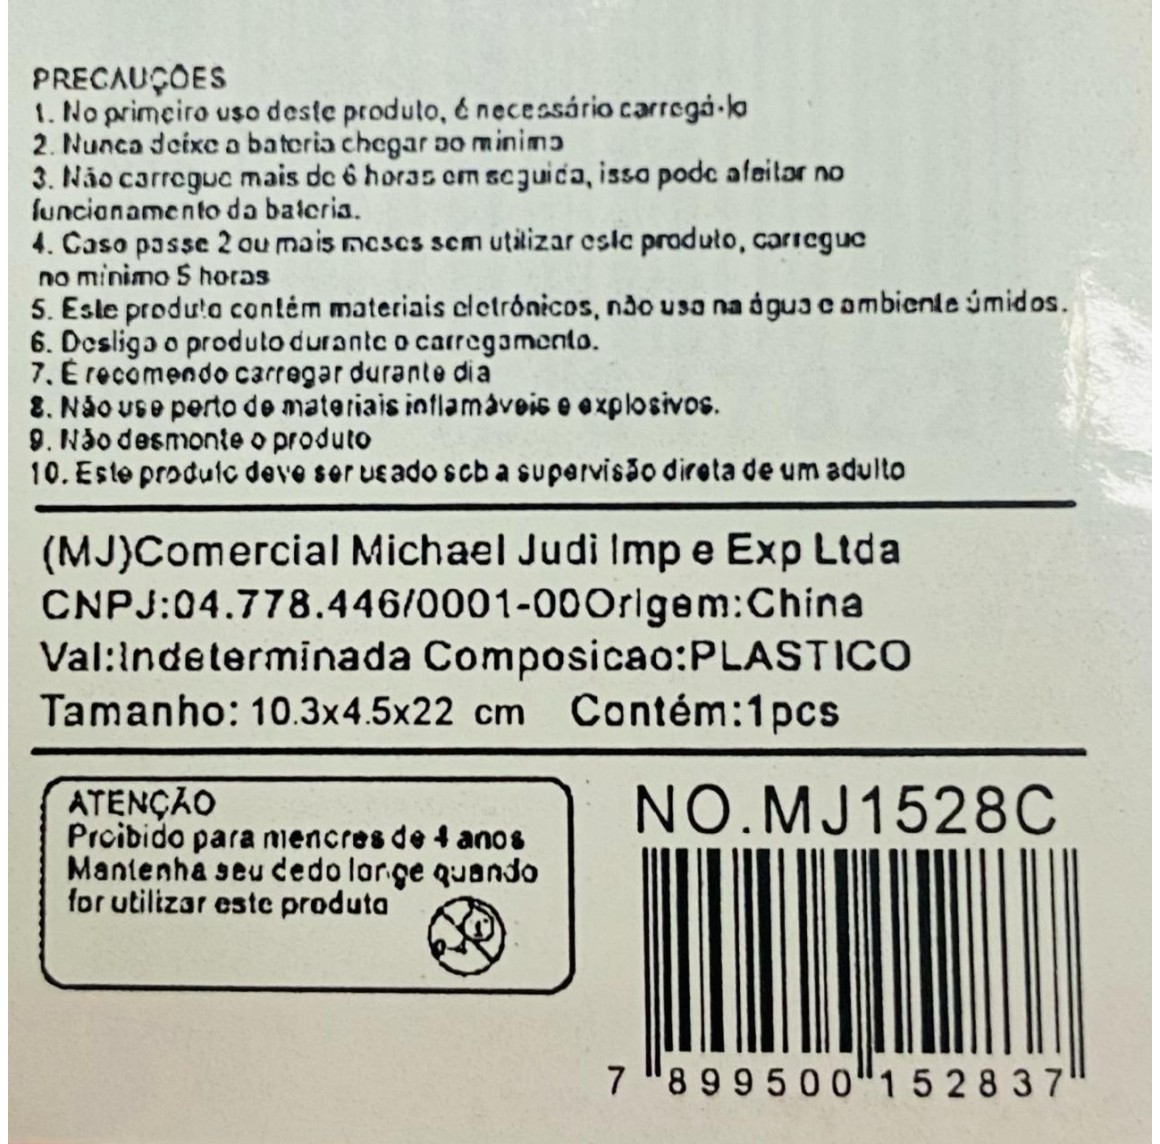 PRECAUÇÕES
1. No primeiro uso deste produto, é necessário carregá-lo
2. Nunca deixe a bateria chegar ao minimo
3. Não carregue mais de 6 horas em seguida, isso pode afeitar no
funcionamento da bateria.
4. Caso passe 2 ou mais meses sem utilizar este produto, carregue
no mínimo 5 horas
5. Este produto contém materiais eletrônicos, não usa na água e ambiente úmidos.
6. Desliga o produto durante o carregamento.
7. É recomendo carregar durante dia
8. Não use perto de materiais inflamáveis e explosivos.
9. Não desmonte o produto
10. Este produto deve ser usado sob a supervisão direta de um adulto
(MJ)Comercial Michael Judi Imp e Exp Ltda
CNPJ:04.778.446/0001-00Origem:China
Val:Indeterminada Composicao:PLASTICO
Tamanho: 10.3x4.5x22 cm Contém:1pcs
ATENÇÃO
Proibido para menores de 4 anos
Mantenha seu dedo longe quando
for utilizar este produto
NO.MJ1528C
7 899500 152837